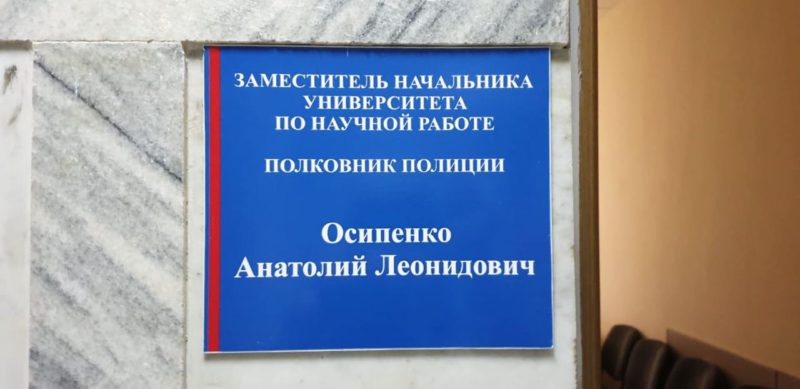 ЗАМЕСТИТЕЛЬ НАЧАЛЬНИКА
УНИВЕРСИТЕТА
ПО НАУЧНОЙ РАБОТЕ
ПОЛКОВНИК ПОЛИЦИИ
Осипенко
Анатолий Леонидович